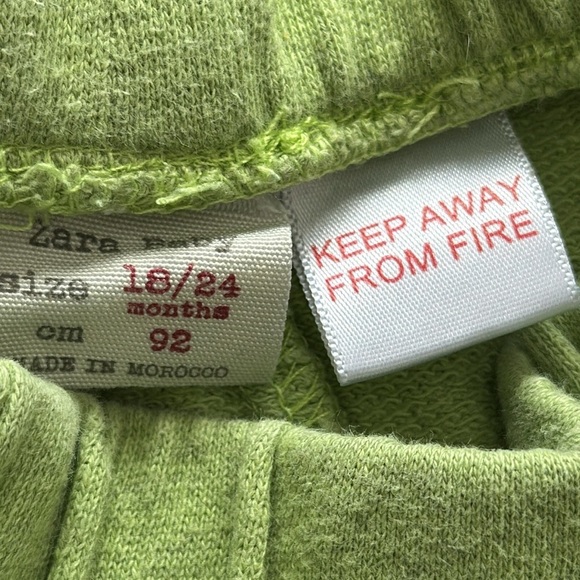 zara baby
size 18/24
months
cm 92
MADE IN MOROCCO
KEEP AWAY
FROM FIRE